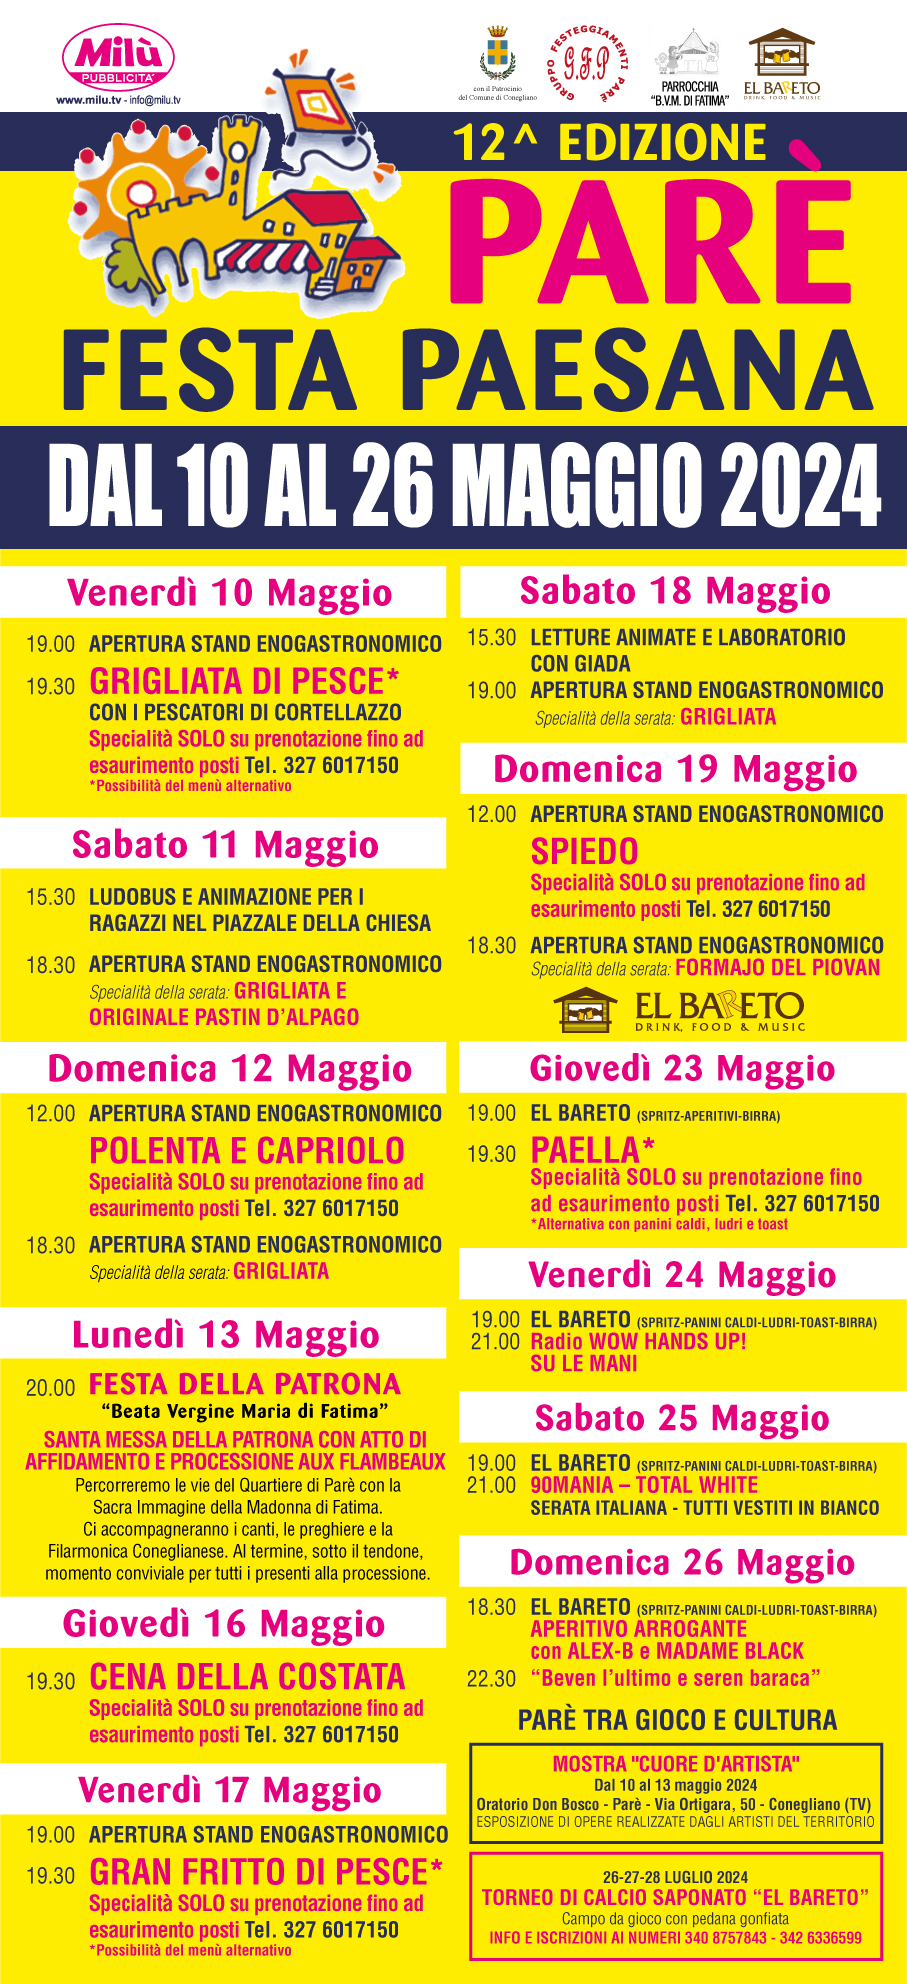 Milù
PUBBLICITA'
www.milu.tv - info@milu.tv
con il Patrocinio
del Comune di Conegliano
GRUPPO FESTEGGIAMENTI PARÈ
G.F.P
PARROCCHIA
"B.V.M. DI FATIMA"
EL BARETO
DRINK, FOOD & MUSIC
12^ EDIZIONE
PARÈ
FESTA PAESANA
DAL 10 AL 26 MAGGIO 2024
Venerdì 10 Maggio
19.00 APERTURA STAND ENOGASTRONOMICO
19.30 GRIGLIATA DI PESCE*
CON I PESCATORI DI CORTELLAZZO
Specialità SOLO su prenotazione fino ad
esaurimento posti Tel. 327 6017150
*Possibilità del menù alternativo
Sabato 11 Maggio
15.30 LUDOBUS E ANIMAZIONE PER I
RAGAZZI NEL PIAZZALE DELLA CHIESA
18.30 APERTURA STAND ENOGASTRONOMICO
Specialità della serata: GRIGLIATA E
ORIGINALE PASTIN D'ALPAGO
Domenica 12 Maggio
12.00 APERTURA STAND ENOGASTRONOMICO
POLENTA E CAPRIOLO
Specialità SOLO su prenotazione fino ad
esaurimento posti Tel. 327 6017150
18.30 APERTURA STAND ENOGASTRONOMICO
Specialità della serata: GRIGLIATA
Lunedì 13 Maggio
20.00 FESTA DELLA PATRONA
"Beata Vergine Maria di Fatima"
SANTA MESSA DELLA PATRONA CON ATTO DI
AFFIDAMENTO E PROCESSIONE AUX FLAMBEAUX
Percorreremo le vie del Quartiere di Parè con la
Sacra Immagine della Madonna di Fatima.
Ci accompagneranno i canti, le preghiere e la
Filarmonica Coneglianese. Al termine, sotto il tendone,
momento conviviale per tutti i presenti alla processione.
Giovedì 16 Maggio
19.30 CENA DELLA COSTATA
Specialità SOLO su prenotazione fino ad
esaurimento posti Tel. 327 6017150
Venerdì 17 Maggio
19.00 APERTURA STAND ENOGASTRONOMICO
19.30 GRAN FRITTO DI PESCE*
Specialità SOLO su prenotazione fino ad
esaurimento posti Tel. 327 6017150
*Possibilità del menù alternativo
Sabato 18 Maggio
15.30 LETTURE ANIMATE E LABORATORIO
CON GIADA
19.00 APERTURA STAND ENOGASTRONOMICO
Specialità della serata: GRIGLIATA
Domenica 19 Maggio
12.00 APERTURA STAND ENOGASTRONOMICO
SPIEDO
Specialità SOLO su prenotazione fino ad
esaurimento posti Tel. 327 6017150
18.30 APERTURA STAND ENOGASTRONOMICO
Specialità della serata: FORMAJO DEL PIOVAN
EL BARETO
DRINK, FOOD & MUSIC
Giovedì 23 Maggio
19.00 EL BARETO (SPRITZ-APERITIVI-BIRRA)
19.30 PAELLA*
Specialità SOLO su prenotazione fino
ad esaurimento posti Tel. 327 6017150
*Alternativa con panini caldi, ludri e toast
Venerdì 24 Maggio
19.00 EL BARETO (SPRITZ-PANINI CALDI-LUDRI-TOAST-BIRRA)
21.00 Radio WOW HANDS UP!
SU LE MANI
Sabato 25 Maggio
19.00 EL BARETO (SPRITZ-PANINI CALDI-LUDRI-TOAST-BIRRA)
21.00 90MANIA – TOTAL WHITE
SERATA ITALIANA - TUTTI VESTITI IN BIANCO
Domenica 26 Maggio
18.30 EL BARETO (SPRITZ-PANINI CALDI-LUDRI-TOAST-BIRRA)
APERITIVO ARROGANTE
con ALEX-B e MADAME BLACK
22.30 "Beven l'ultimo e seren baraca"
PARÈ TRA GIOCO E CULTURA
MOSTRA "CUORE D'ARTISTA"
Dal 10 al 13 maggio 2024
Oratorio Don Bosco - Parè - Via Ortigara, 50 - Conegliano (TV)
ESPOSIZIONE DI OPERE REALIZZATE DAGLI ARTISTI DEL TERRITORIO
26-27-28 LUGLIO 2024
TORNEO DI CALCIO SAPONATO "EL BARETO"
Campo da gioco con pedana gonfiata
INFO E ISCRIZIONI AI NUMERI 340 8757843 - 342 6336599